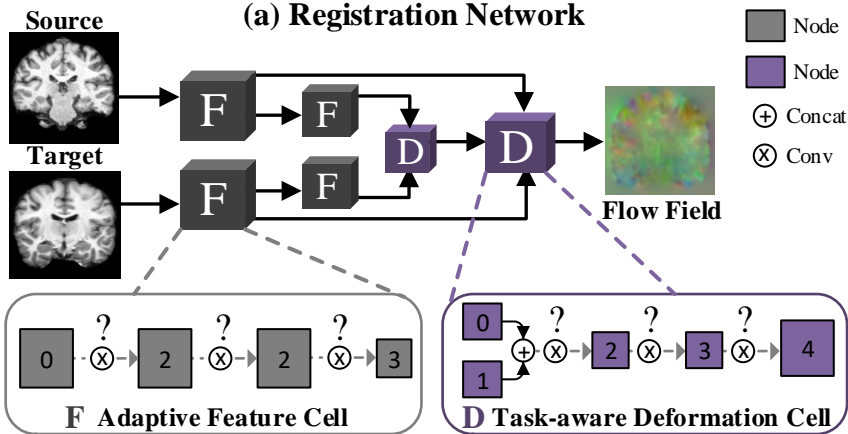 (a) Registration Network
Source
Target
F
F
F
F
D
D
Flow Field
Node
Node
+ Concat
x Conv
? ? ?
0 x 2 x 2 x 3
F Adaptive Feature Cell
0
1
? ? ?
+ x 2 x 3 x 4
D Task-aware Deformation Cell